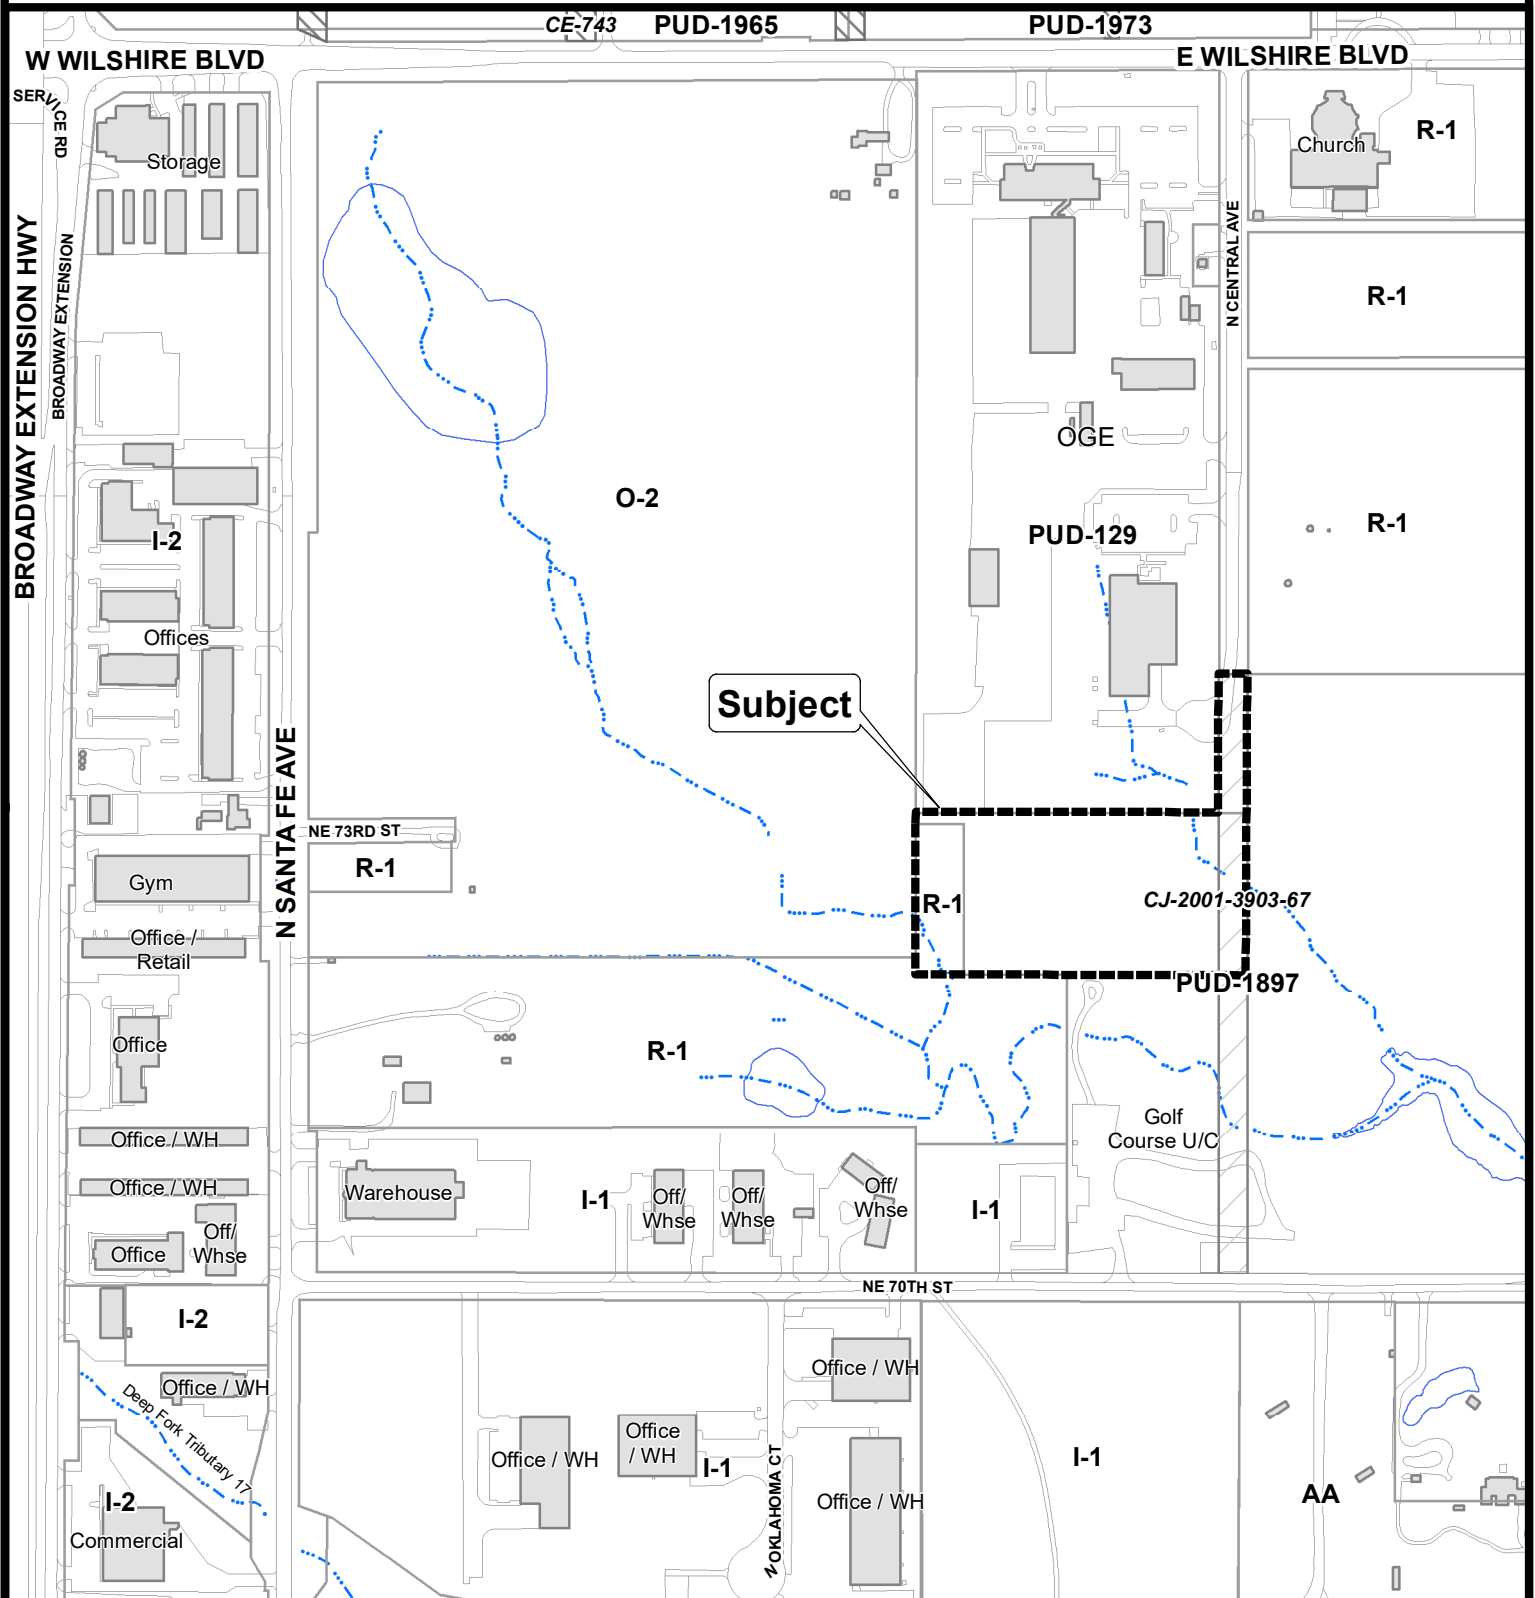 CE-743
PUD-1965
PUD-1973
W WILSHIRE BLVD
E WILSHIRE BLVD
SERVICE RD
Storage
Church
R-1
BROADWAY EXTENSION HWY
BROADWAY EXTENSION
N CENTRAL AVE
R-1
OGE
O-2
R-1
PUD-129
I-2
Offices
Subject
N SANTA FE AVE
NE 73RD ST
R-1
Gym
R-1
CJ-2001-3903-67
Office /
Retail
PUD-1897
Office
R-1
Golf
Course U/C
Office / WH
Office / WH
Warehouse
I-1
Off/
Whse
Off/
Whse
Off/
Whse
I-1
Off/
Whse
Office
NE 70TH ST
I-2
Office / WH
Office / WH
Deep Fork Tributary 17
Office / WH
Office
/ WH
I-1
N OKLAHOMA CT
Office / WH
I-1
AA
I-2
Commercial